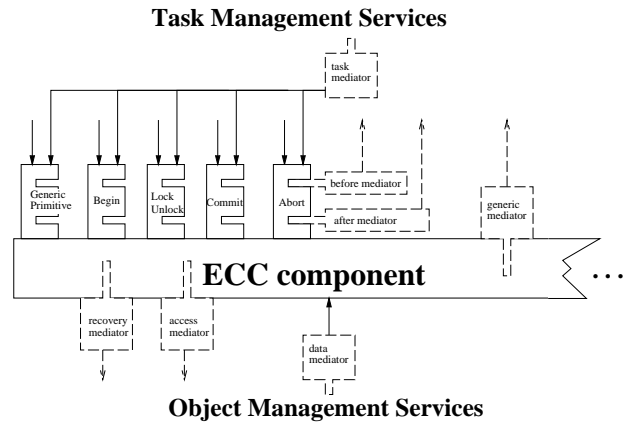 Task Management Services
task
mediator
Generic
Primitive
Begin
Lock
Unlock
Commit
Abort
before mediator
after mediator
generic
mediator
ECC component
...
recovery
mediator
access
mediator
data
mediator
Object Management Services